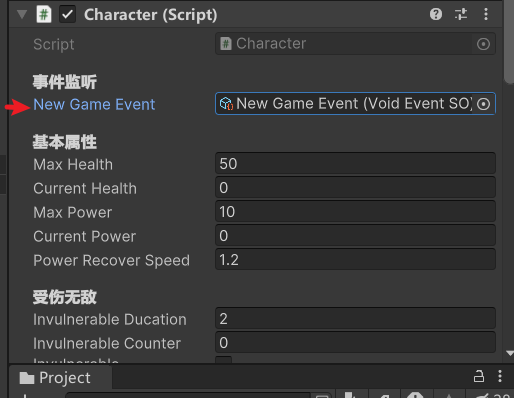 Character (Script)
Script
Character
事件监听
New Game Event
New Game Event (Void Event SO)
基本属性
Max Health
50
Current Health
0
Max Power
10
Current Power
0
Power Recover Speed
1.2
受伤无敌
Invulnerable Ducation
2
Invulnerable Counter
0
Invulnerable
Project